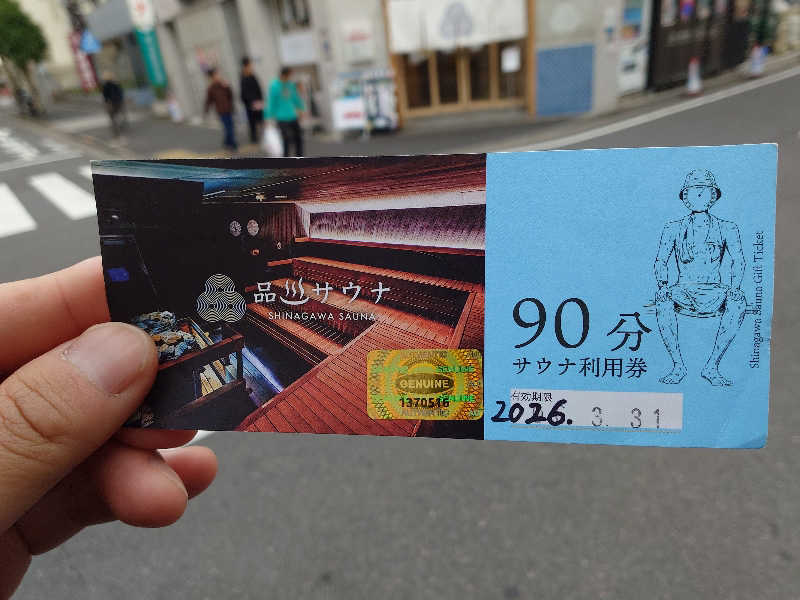 品川サウナ
SHINAGAWA SAUNA
GENUINE
1370516
90分
サウナ利用券
有効期限
2026. 3. 31
Shinagawa Sauna Gift Ticket